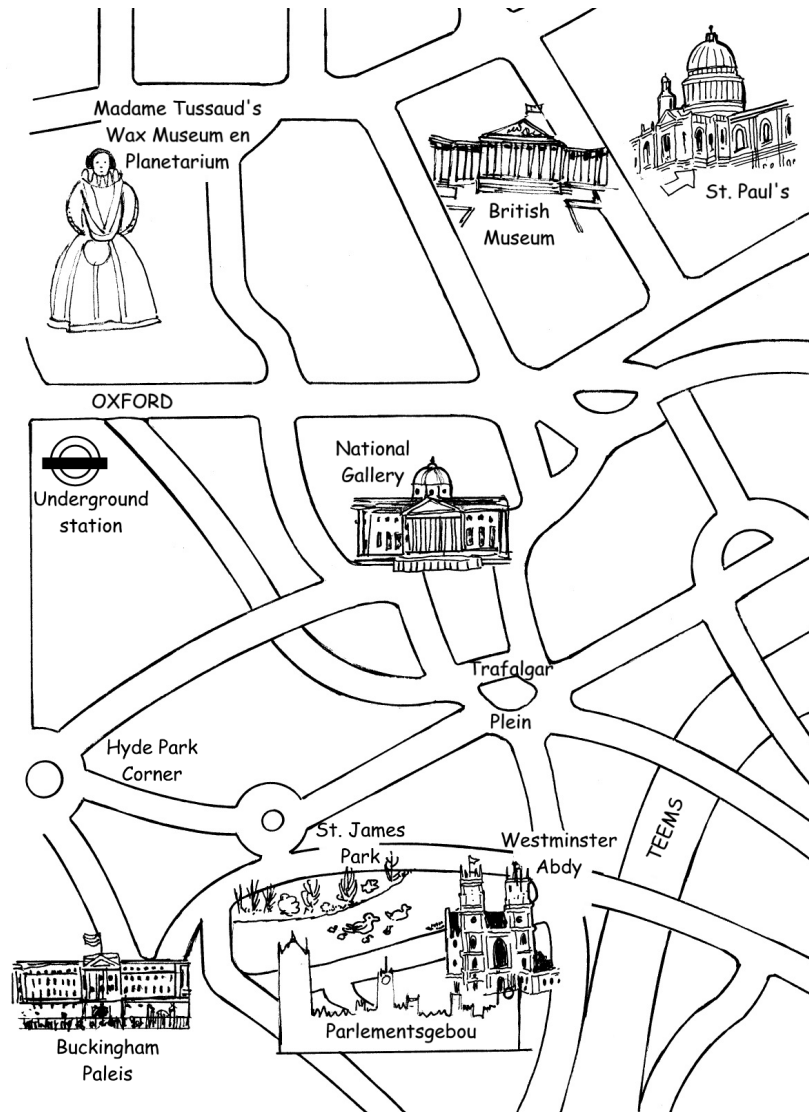 Madame Tussaud's
Wax Museum en
Planetarium
St. Paul's
British
Museum
OXFORD
National
Gallery
Underground
station
Trafalgar
Plein
Hyde Park
Corner
TEEMS
St. James
Park
Westminster
Abdy
Parlementsgebou
Buckingham
Paleis